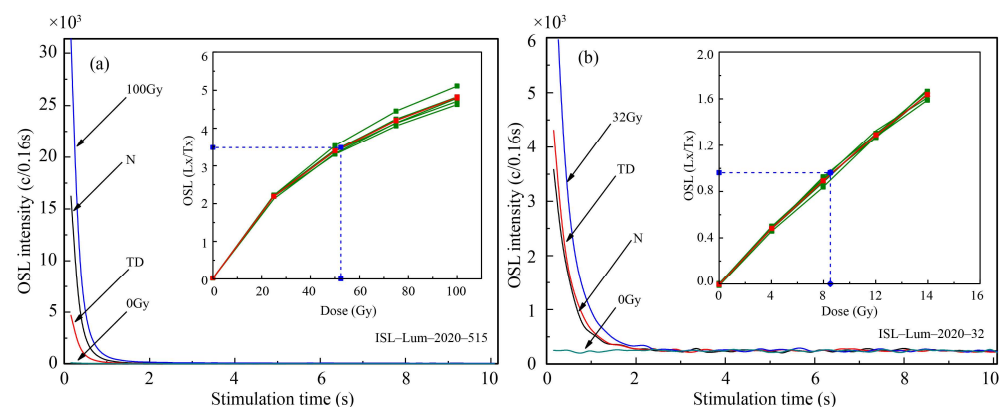 ×10³
30
25
20
15
10
5
0
OSL intensity (c/0.16s)
(a)
100Gy
N
TD
0Gy
6
5
4
3
2
1
0
OSL (Lx/Tx)
0 20 40 60 80 100
Dose (Gy)
ISL–Lum–2020–515
0 2 4 6 8 10
Stimulation time (s)
×10³
6
5
4
3
2
1
0
OSL intensity (c/0.16s)
(b)
32Gy
TD
N
0Gy
2.0
1.6
1.2
0.8
0.4
0.0
OSL (Lx/Tx)
0 4 8 12 14 16
Dose (Gy)
ISL–Lum–2020–32
0 2 4 6 8 10
Stimulation time (s)